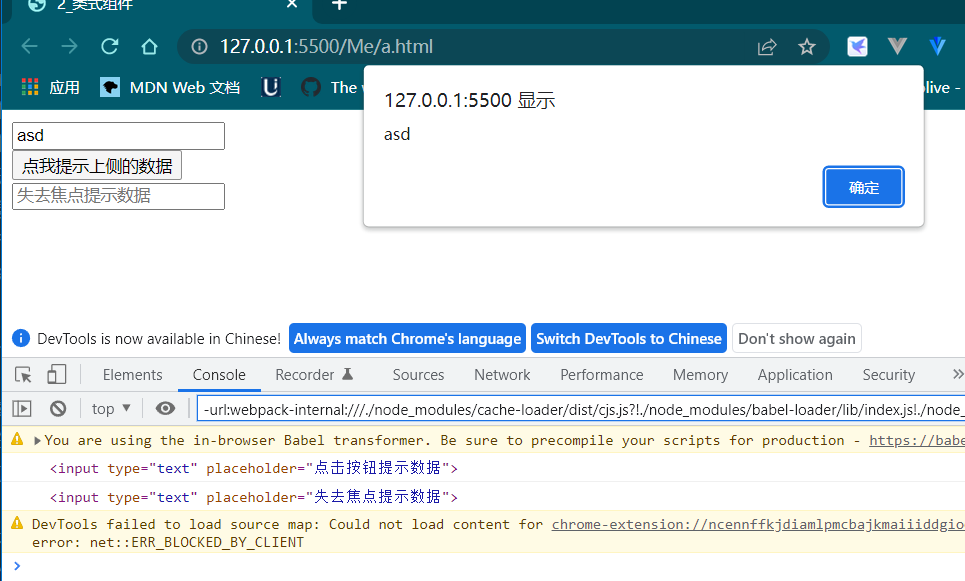 2_类式组件
127.0.0.1:5500/Me/a.html
应用 MDN Web 文档 The
olive -
127.0.0.1:5500 显示
asd
确定
asd
点我提示上侧的数据
失去焦点提示数据
DevTools is now available in Chinese! Always match Chrome's language Switch DevTools to Chinese Don't show again
Elements Console Recorder Sources Network Performance Memory Application Security
top -url:webpack-internal:///./node_modules/cache-loader/dist/cjs.js?!./node_modules/babel-loader/lib/index.js!./node_
You are using the in-browser Babel transformer. Be sure to precompile your scripts for production - https://babe
<input type="text" placeholder="点击按钮提示数据">
<input type="text" placeholder="失去焦点提示数据">
DevTools failed to load source map: Could not load content for chrome-extension://ncennffkjdiamlpmcbajkmaiiiddgioo
error: net::ERR_BLOCKED_BY_CLIENT